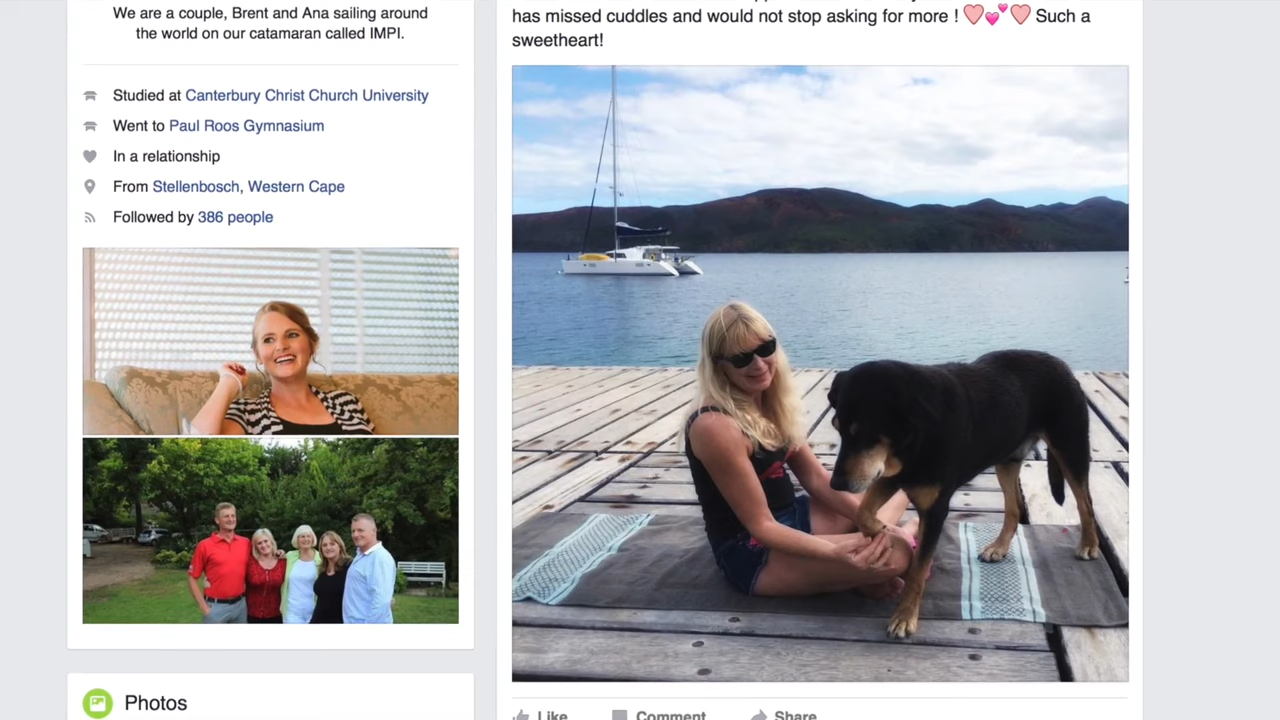 We are a couple, Brent and Ana sailing around
the world on our catamaran called IMPI.
Studied at Canterbury Christ Church University
Went to Paul Roos Gymnasium
In a relationship
From Stellenbosch, Western Cape
Followed by 386 people
Photos
has missed cuddles and would not stop asking for more ! 
Such a
sweetheart!
Like
Comment
Share